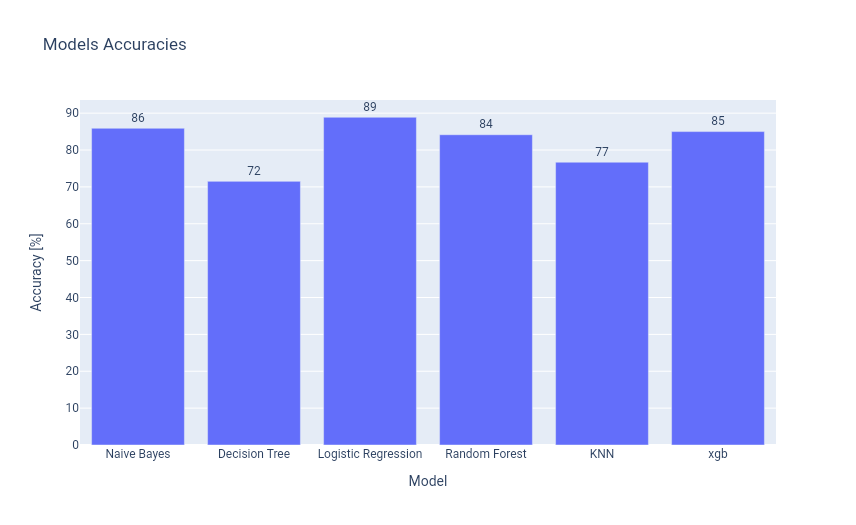 Models Accuracies
86
72
89
84
77
85
90
80
70
60
50
40
30
20
10
0
Accuracy [%]
Naive Bayes
Decision Tree
Logistic Regression
Random Forest
KNN
xgb
Model